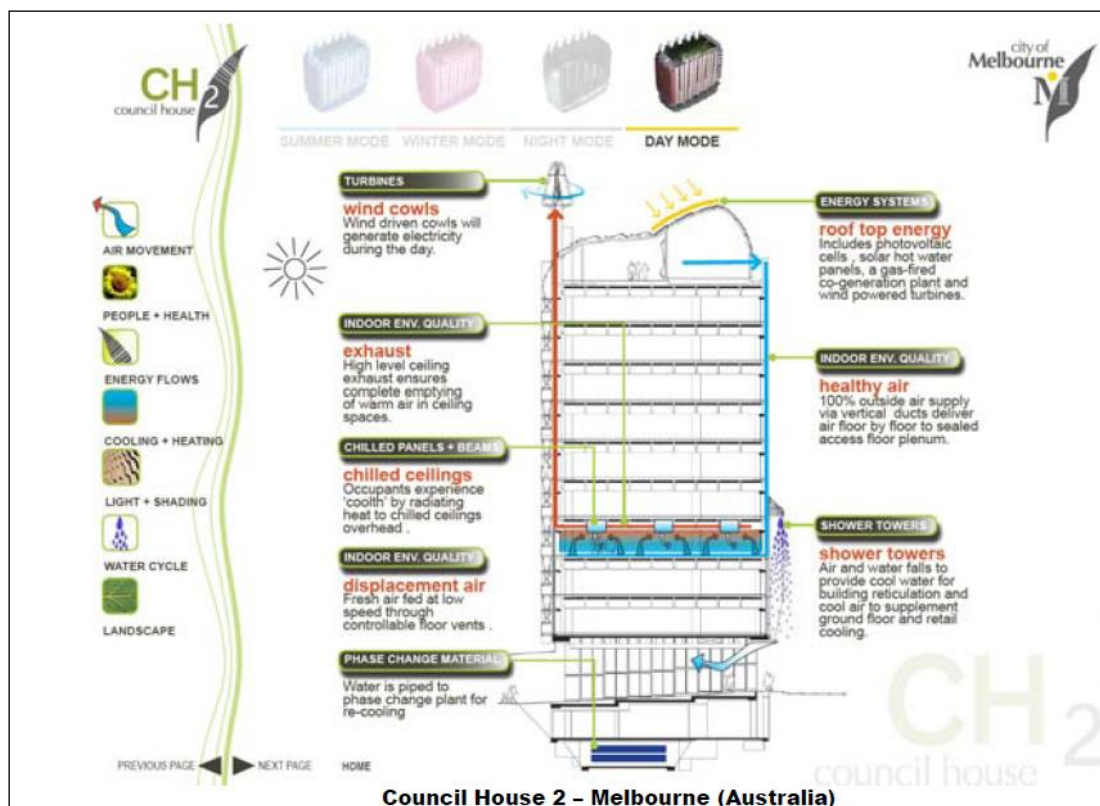 CH2
council house
city of
Melbourne
M
SUMMER MODE
WINTER MODE
NIGHT MODE
DAY MODE
AIR MOVEMENT
PEOPLE + HEALTH
ENERGY FLOWS
COOLING + HEATING
LIGHT + SHADING
WATER CYCLE
LANDSCAPE
TURBINES
wind cowls
Wind driven cowls will
generate electricity
during the day.
INDOOR ENV. QUALITY
exhaust
High level ceiling
exhaust ensures
complete emptying
of warm air in ceiling
spaces.
CHILLED PANELS + BEAMS
chilled ceilings
Occupants experience
'coolth' by radiating
heat to chilled ceilings
overhead .
INDOOR ENV. QUALITY
displacement air
Fresh air fed at low
speed through
controllable floor vents .
PHASE CHANGE MATERIAL
Water is piped to
phase change plant for
re-cooling
ENERGY SYSTEMS
roof top energy
Includes photovoltaic
cells , solar hot water
panels, a gas-fired
co-generation plant and
wind powered turbines.
INDOOR ENV. QUALITY
healthy air
100% outside air supply
via vertical ducts deliver
air floor by floor to sealed
access floor plenum.
SHOWER TOWERS
shower towers
Air and water falls to
provide cool water for
building reticulation and
cool air to supplement
ground floor and retail
cooling.
CH2
council house
PREVIOUS PAGE
NEXT PAGE
HOME
Council House 2 – Melbourne (Australia)